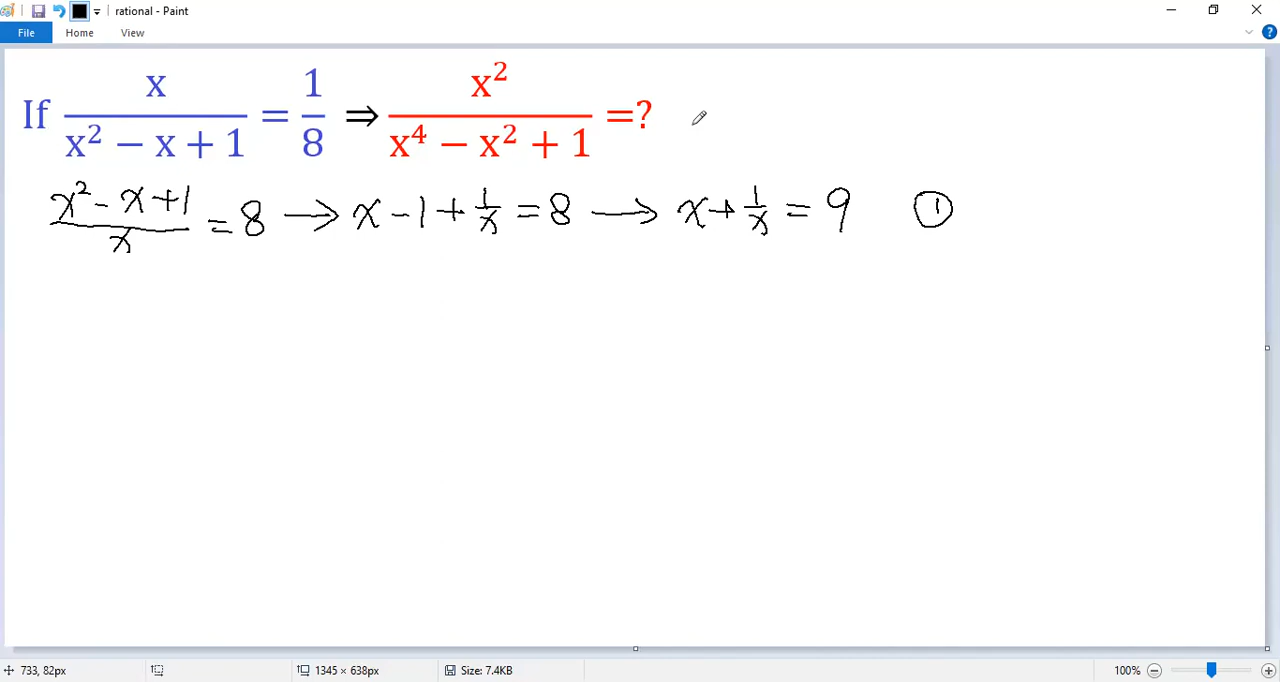 rational - Paint
File Home View
If x/(x² − x + 1) = 1/8 ⇒ x²/(x⁴ − x² + 1) =?
(x² - x + 1)/x = 8 → x - 1 + 1/x = 8 → x + 1/x = 9 ①
733, 82px 1345 × 638px Size: 7.4KB 100%